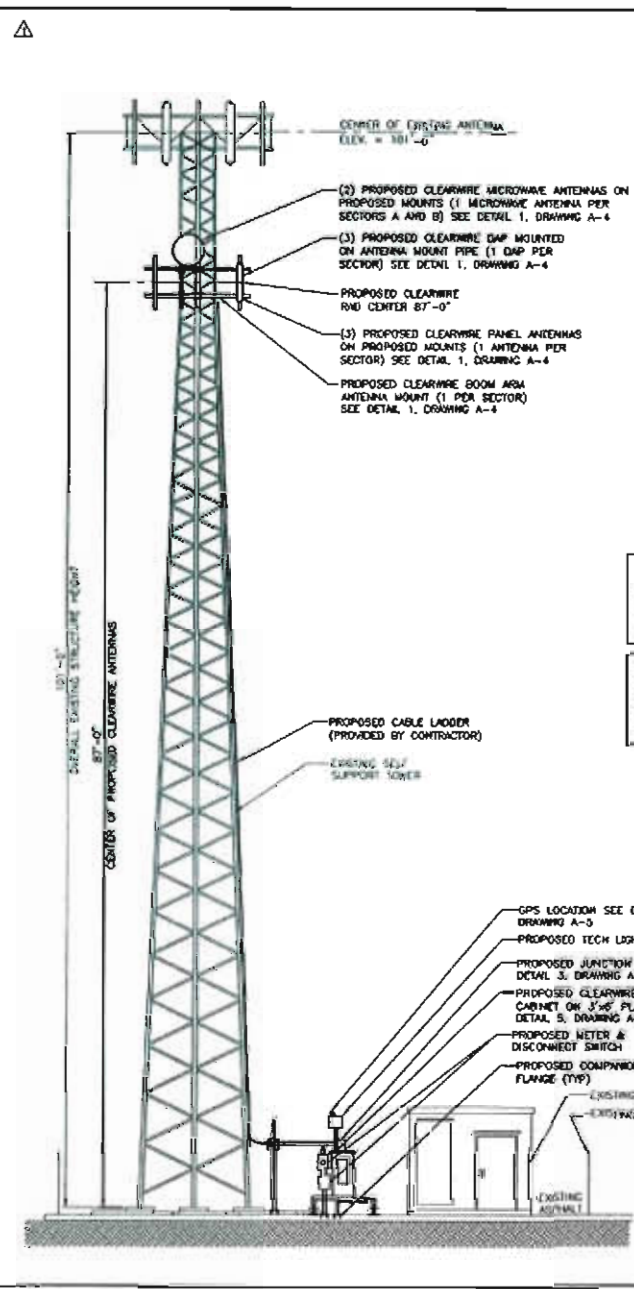 1
CENTER OF EXISTING ANTENNA
ELEV. = 101'-0"
(2) PROPOSED CLEARWIRE MICROWAVE ANTENNAS ON
PROPOSED MOUNTS (1 MICROWAVE ANTENNA PER
SECTORS A AND B) SEE DETAIL 1, DRAWING A-4
(3) PROPOSED CLEARWIRE DAP MOUNTED
ON ANTENNA MOUNT PIPE (1 DAP PER
SECTOR) SEE DETAIL 1, DRAWING A-4
PROPOSED CLEARWIRE
RAD CENTER 87'-0"
(3) PROPOSED CLEARWIRE PANEL ANTENNAS
ON PROPOSED MOUNTS (1 ANTENNA PER
SECTOR) SEE DETAIL 1, DRAWING A-4
PROPOSED CLEARWIRE BOOM ARM
ANTENNA MOUNT (1 PER SECTOR)
SEE DETAIL 1, DRAWING A-4
101'-0"
OVERALL EXISTING STRUCTURE HEIGHT
87'-0"
CENTER OF PROPOSED CLEARWIRE ANTENNAS
PROPOSED CABLE LADDER
(PROVIDED BY CONTRACTOR)
EXISTING SELF
SUPPORT TOWER
GPS LOCATION SEE
DRAWING A-5
PROPOSED TECH LIGH
PROPOSED JUNCTION
DETAIL 3, DRAWING A
PROPOSED CLEARWIRE
CABINET ON 3'x6' PL
DETAIL 5, DRAWING A
PROPOSED METER &
DISCONNECT SWITCH
PROPOSED COMPANION
FLANGE (TYP)
EXISTING
EXISTING
EXISTING
ASPHALT